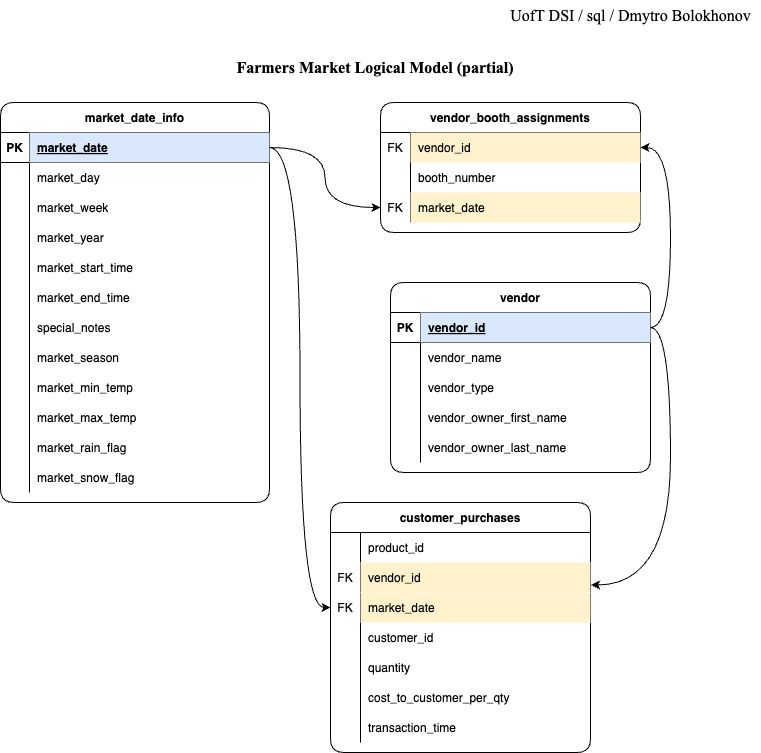 UofT DSI / sql / Dmytro Bolokhonov
Farmers Market Logical Model (partial)
market_date_info
PK market_date
market_day
market_week
market_year
market_start_time
market_end_time
special_notes
market_season
market_min_temp
market_max_temp
market_rain_flag
market_snow_flag
vendor_booth_assignments
FK vendor_id
booth_number
FK market_date
vendor
PK vendor_id
vendor_name
vendor_type
vendor_owner_first_name
vendor_owner_last_name
customer_purchases
product_id
FK vendor_id
FK market_date
customer_id
quantity
cost_to_customer_per_qty
transaction_time